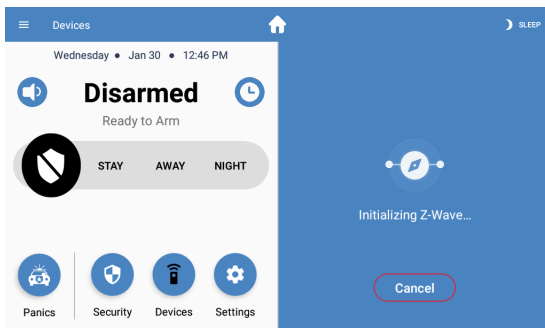 Devices
SLEEP
Wednesday ● Jan 30 ● 12:46 PM
Disarmed
Ready to Arm
STAY AWAY NIGHT
Panics Security Devices Settings
Initializing Z-Wave...
Cancel